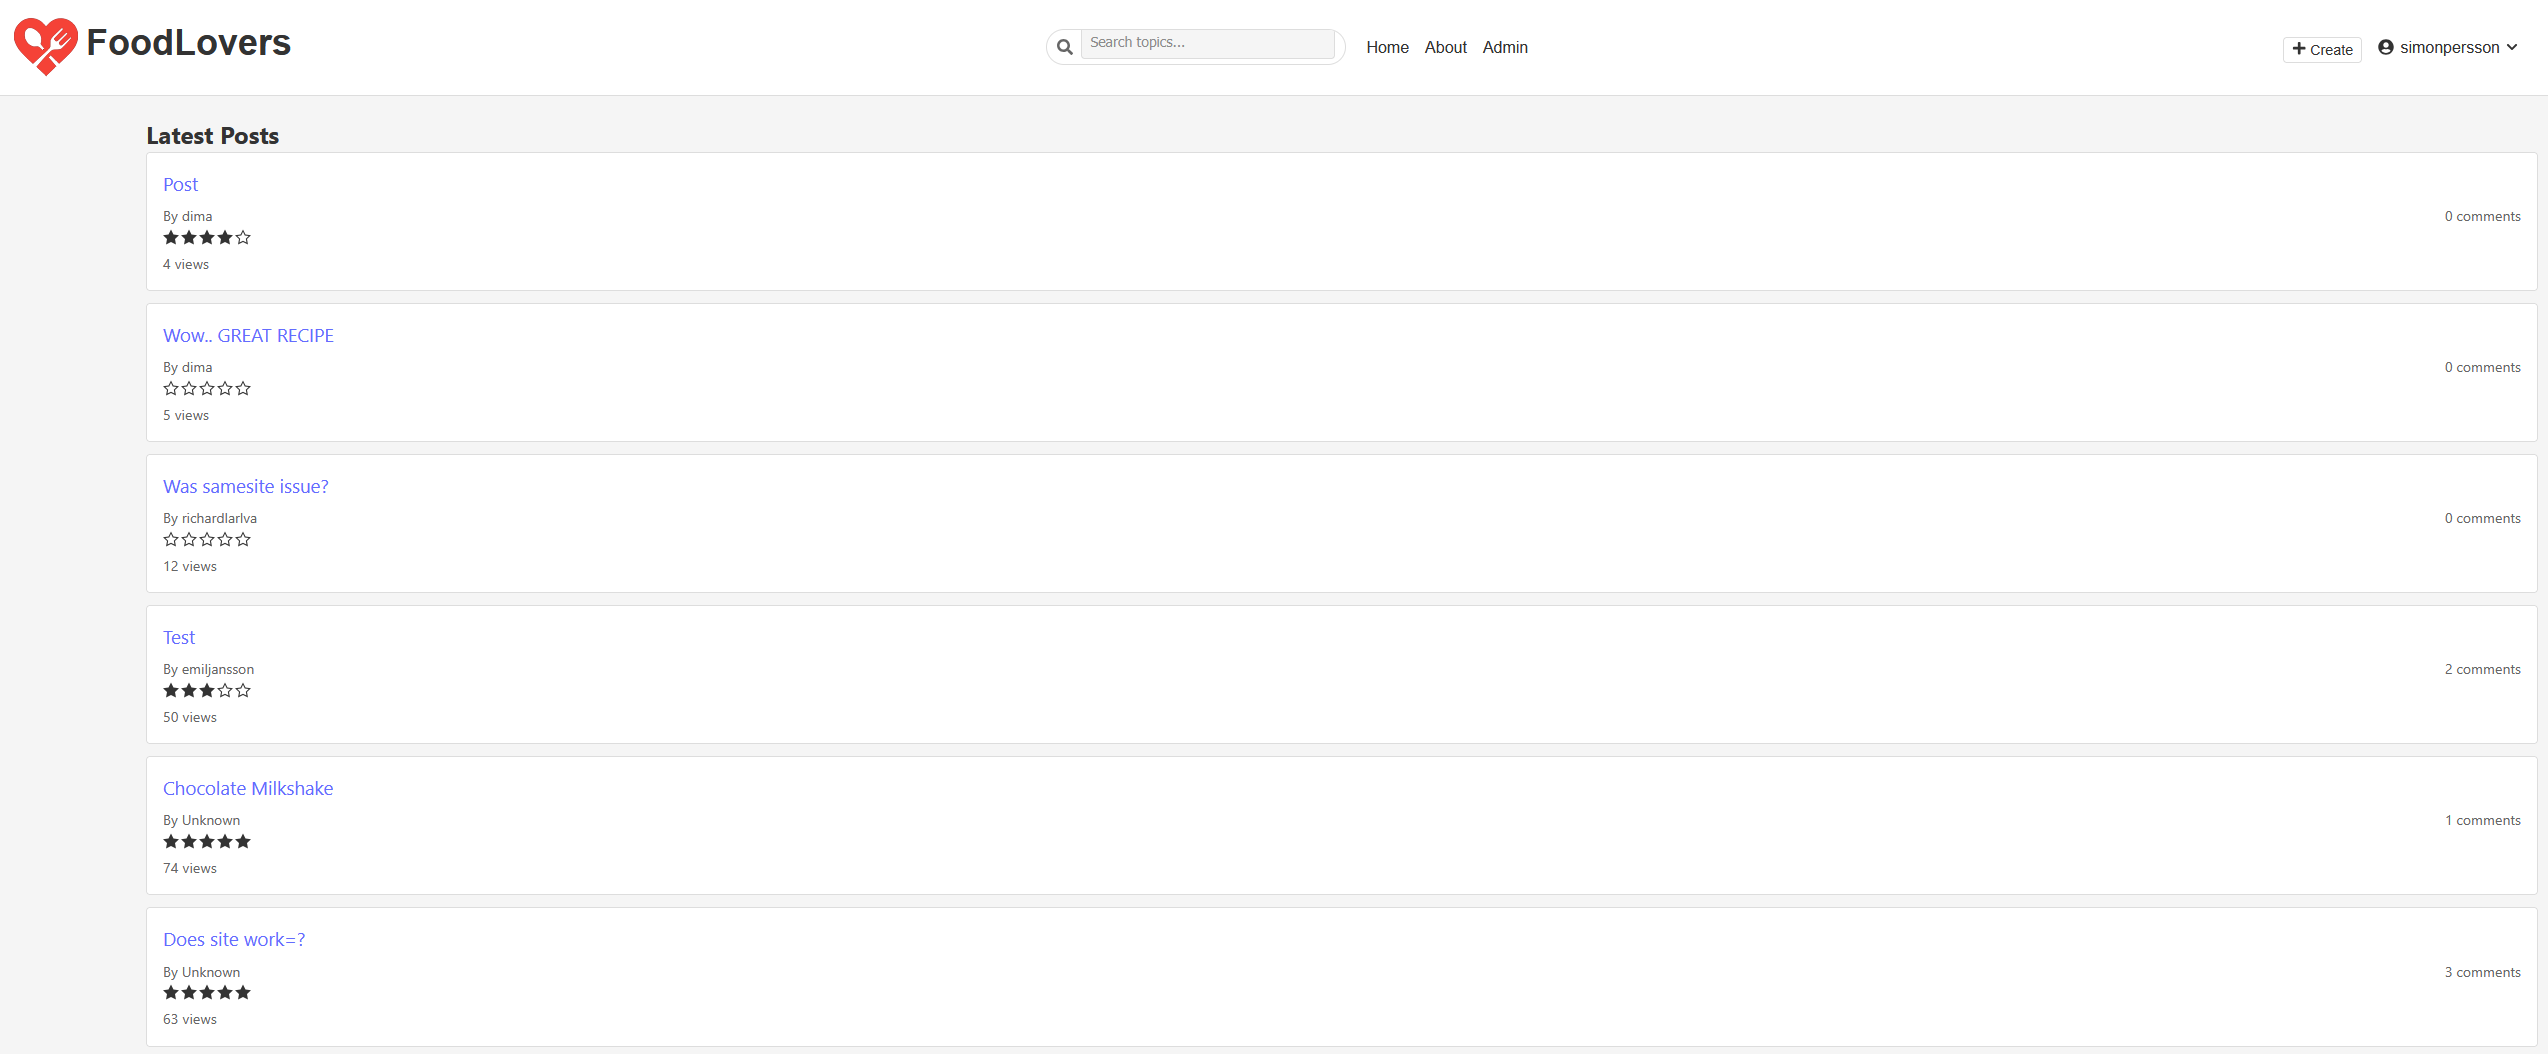 FoodLovers
Search topics...
Home About Admin
Create
simonpersson
Latest Posts
Post
By dima
0 comments
4 views
Wow.. GREAT RECIPE
By dima
0 comments
5 views
Was samesite issue?
By richardlarlva
0 comments
12 views
Test
By emiljansson
2 comments
50 views
Chocolate Milkshake
By Unknown
1 comments
74 views
Does site work=?
By Unknown
3 comments
63 views